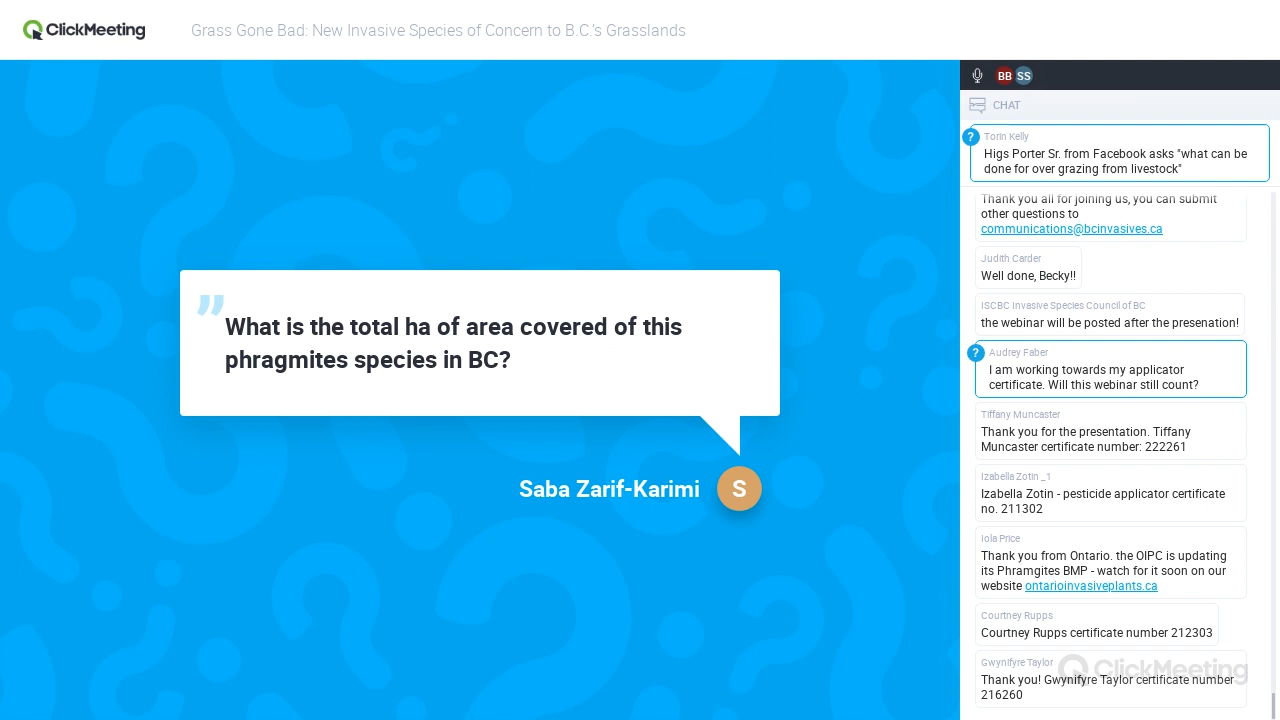 ClickMeeting
Grass Gone Bad: New Invasive Species of Concern to B.C.'s Grasslands
BB SS
CHAT
? Torin Kelly
Higs Porter Sr. from Facebook asks "what can be
done for over grazing from livestock"
Thank you all for joining us, you can submit
other questions to
communications@bcinvasives.ca
Judith Carder
Well done, Becky!!
ISCBC Invasive Species Council of BC
the webinar will be posted after the presenation!
? Audrey Faber
I am working towards my applicator
certificate. Will this webinar still count?
Tiffany Muncaster
Thank you for the presentation. Tiffany
Muncaster certificate number: 222261
Izabella Zotin _1
Izabella Zotin - pesticide applicator certificate
no. 211302
Iola Price
Thank you from Ontario. the OIPC is updating
its Phramgites BMP - watch for it soon on our
website ontarioinvasiveplants.ca
Courtney Rupps
Courtney Rupps certificate number 212303
Gwynifyre Taylor
Thank you! Gwynifyre Taylor certificate number
216260
ClickMeeting
”
What is the total ha of area covered of this
phragmites species in BC?
Saba Zarif-Karimi S